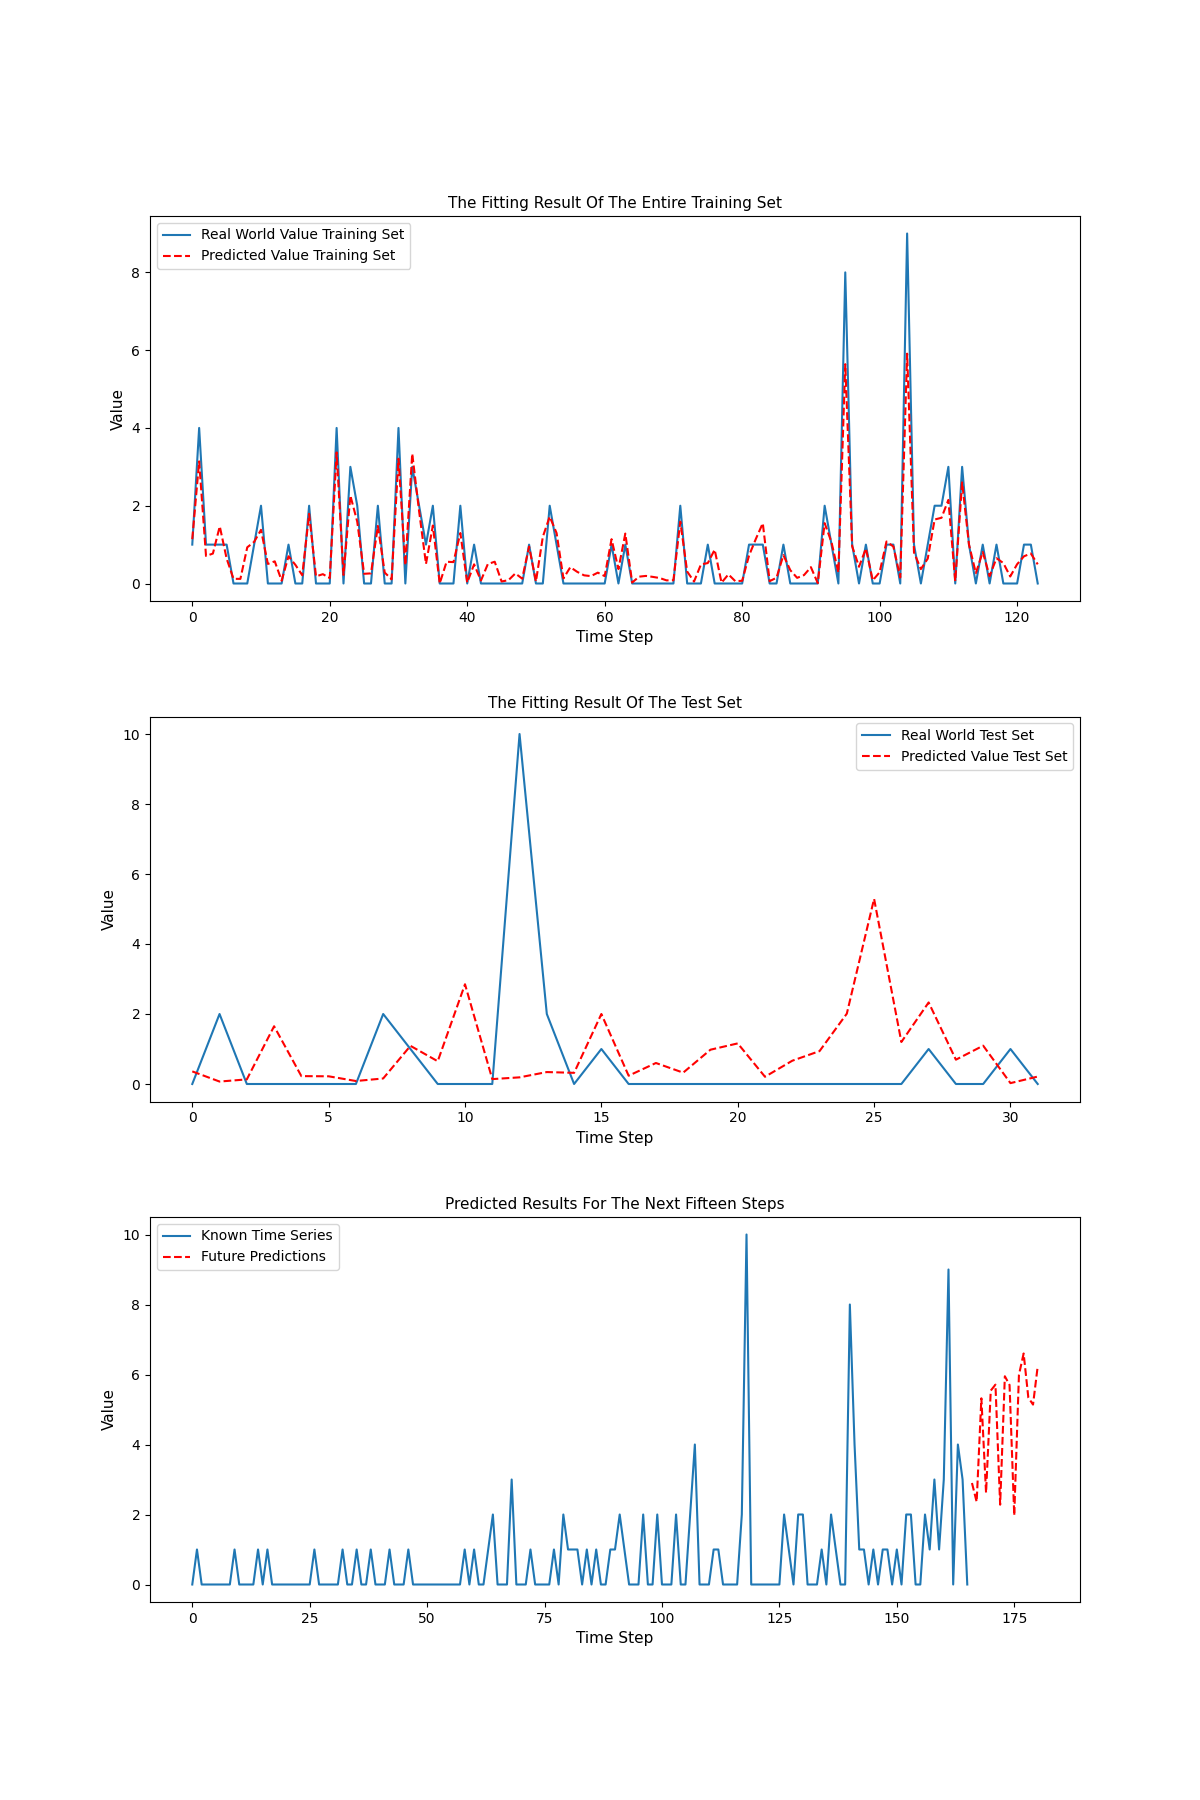 The Fitting Result Of The Entire Training Set
Real World Value Training Set
Predicted Value Training Set
8
6
4
2
0
Value
0 20 40 60 80 100 120
Time Step
The Fitting Result Of The Test Set
Real World Test Set
Predicted Value Test Set
10
8
6
4
2
0
Value
0 5 10 15 20 25 30
Time Step
Predicted Results For The Next Fifteen Steps
Known Time Series
Future Predictions
10
8
6
4
2
0
Value
0 25 50 75 100 125 150 175
Time Step